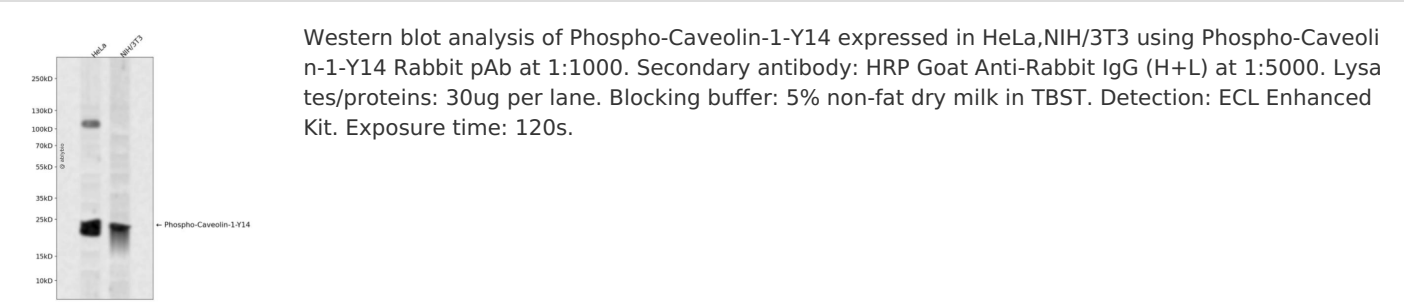 HeLa
NIH/3T3
Western blot analysis of Phospho-Caveolin-1-Y14 expressed in HeLa,NIH/3T3 using Phospho-Caveoli
n-1-Y14 Rabbit pAb at 1:1000. Secondary antibody: HRP Goat Anti-Rabbit IgG (H+L) at 1:5000. Lysa
tes/proteins: 30ug per lane. Blocking buffer: 5% non-fat dry milk in TBST. Detection: ECL Enhanced
Kit. Exposure time: 120s.
250kD
130kD
100kD
70kD
55kD
35kD
25kD
← Phospho-Caveolin-1-Y14
15kD
10kD